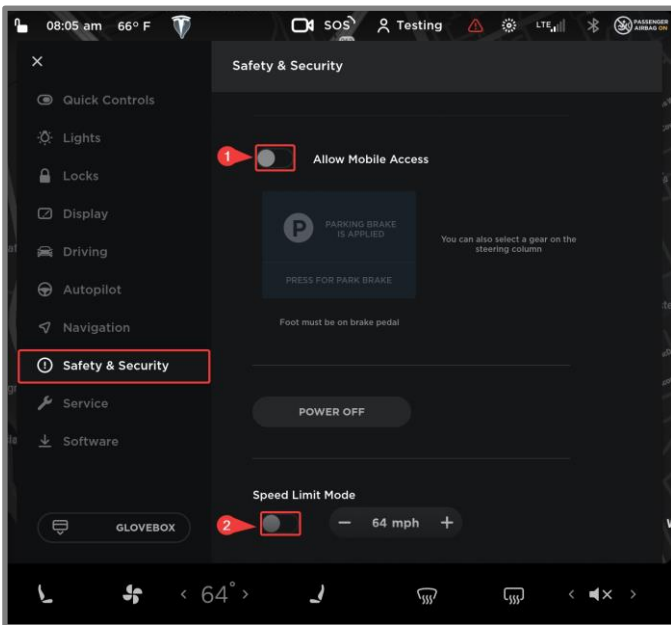 08:05 am 66° F SOS Testing LTE PASSENGER
AIRBAG ON
Safety & Security
Quick Controls
Lights
Locks
Display
Driving
Autopilot
Navigation
Safety & Security
Service
Software
GLOVEBOX
1
Allow Mobile Access
P
PARKING BRAKE
IS APPLIED
PRESS FOR PARK BRAKE
You can also select a gear on the
steering column
Foot must be on brake pedal
POWER OFF
Speed Limit Mode
2
− 64 mph +
< 64° >
< >